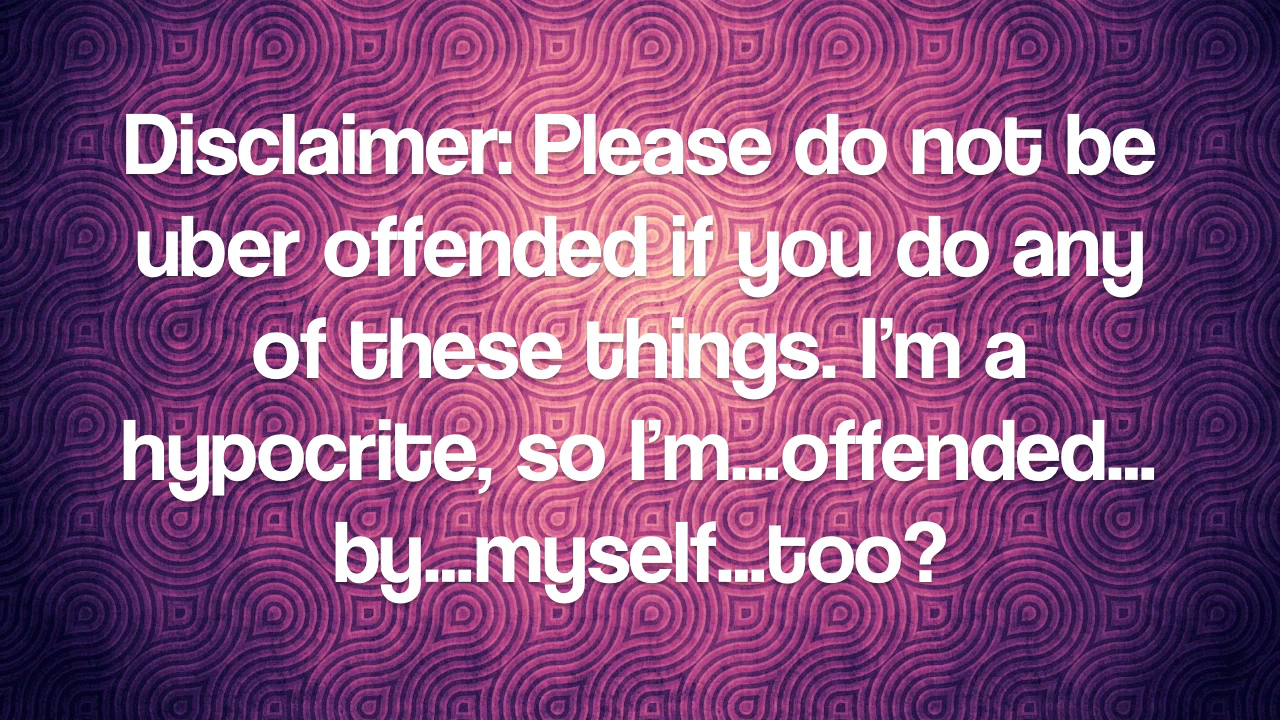 Disclaimer: Please do not be
uber offended if you do any
of these things. I’m a
hypocrite, so I’m...offended...
by...myself...too?